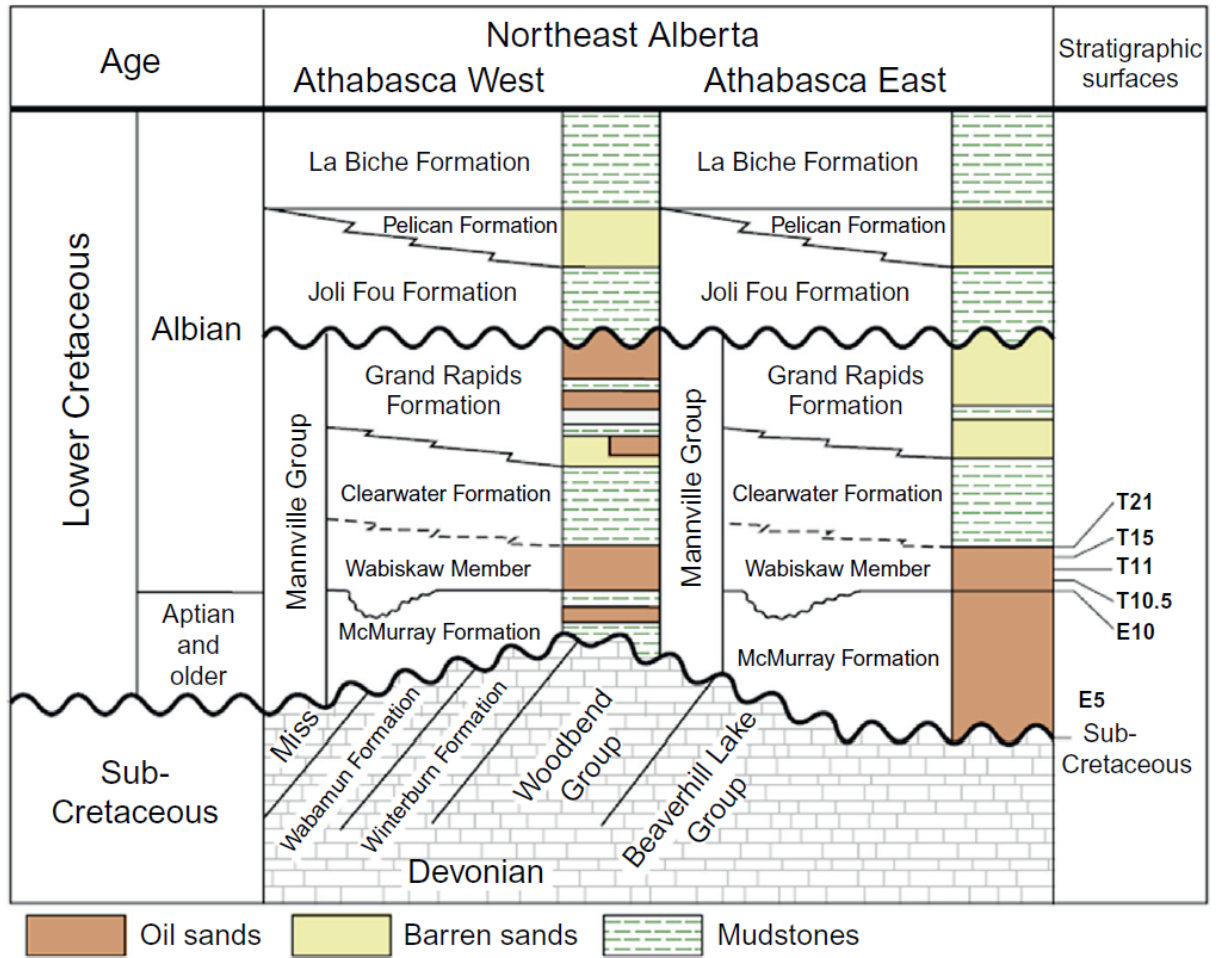 Age
Northeast Alberta
Athabasca West
Athabasca East
Stratigraphic
surfaces
Lower Cretaceous
Albian
Aptian
and
older
Sub-
Cretaceous
La Biche Formation
Pelican Formation
Joli Fou Formation
Mannville Group
Grand Rapids
Formation
Clearwater Formation
Wabiskaw Member
McMurray Formation
La Biche Formation
Pelican Formation
Joli Fou Formation
Mannville Group
Grand Rapids
Formation
Clearwater Formation
Wabiskaw Member
McMurray Formation
T21
T15
T11
T10.5
E10
E5
Sub-
Cretaceous
Miss
Wabamun Formation
Winterburn Formation
Woodbend
Group
Beaverhill Lake
Group
Devonian
Oil sands
Barren sands
Mudstones